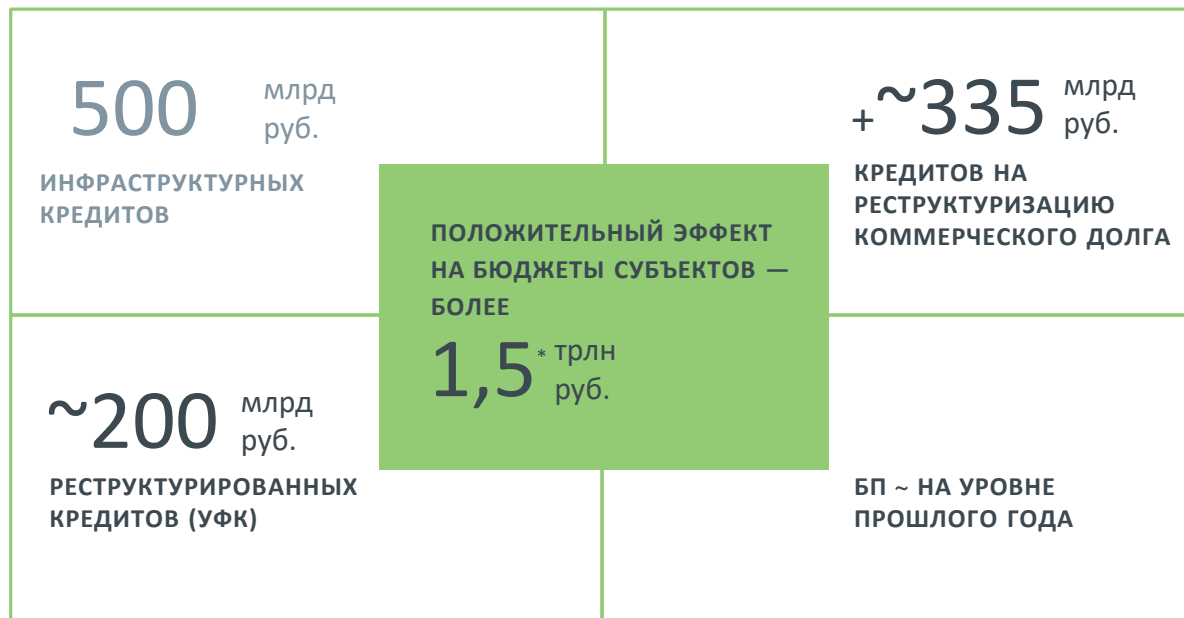 500 млрд
руб.
ИНФРАСТРУКТУРНЫХ
КРЕДИТОВ
+~335 млрд
руб.
КРЕДИТОВ НА
РЕСТРУКТУРИЗАЦИЮ
КОММЕРЧЕСКОГО ДОЛГА
ПОЛОЖИТЕЛЬНЫЙ ЭФФЕКТ
НА БЮДЖЕТЫ СУБЪЕКТОВ —
БОЛЕЕ
1,5* трлн
руб.
~200 млрд
руб.
РЕСТРУКТУРИРОВАННЫХ
КРЕДИТОВ (УФК)
БП ~ НА УРОВНЕ
ПРОШЛОГО ГОДА